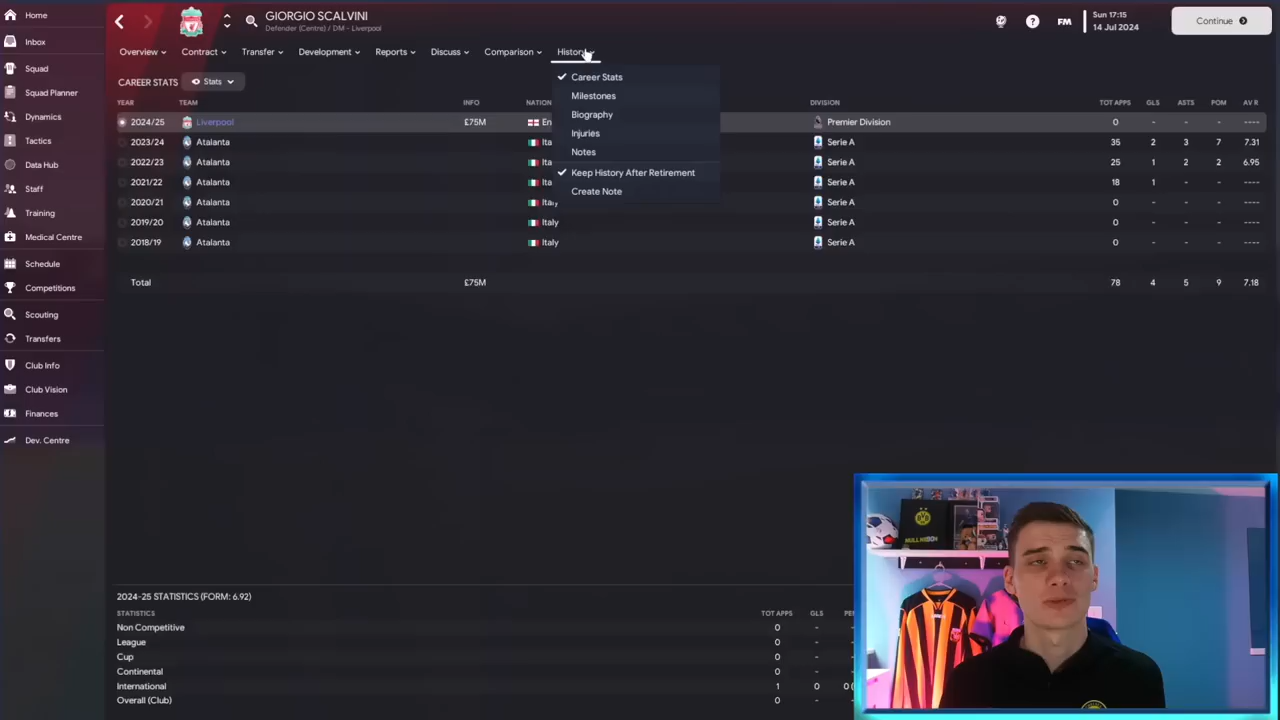 Home
GIORGIO SCALVINI
Defender (Centre) / DM - Liverpool
FM
Sun 17:15
14 Jul 2024
Continue
Inbox
Squad
Squad Planner
Dynamics
Tactics
Data Hub
Staff
Training
Medical Centre
Schedule
Competitions
Scouting
Transfers
Club Info
Club Vision
Finances
Dev. Centre
Overview Contract Transfer Development Reports Discuss Comparison History
CAREER STATS Stats
Career Stats
Milestones
Biography
Injuries
Notes
Keep History After Retirement
Create Note
YEAR TEAM INFO NATION DIVISION TOT APPS GLS ASTS POM AV R
2024/25 Liverpool £75M En Premier Division 0 - - - ----
2023/24 Atalanta Ita Serie A 35 2 3 7 7.31
2022/23 Atalanta Ita Serie A 25 1 2 2 6.95
2021/22 Atalanta Ita Serie A 18 1 - - ----
2020/21 Atalanta Italy Serie A 0 - - - ----
2019/20 Atalanta Italy Serie A 0 - - - ----
2018/19 Atalanta Italy Serie A 0 - - - ----
Total £75M 78 4 5 9 7.18
2024-25 STATISTICS (FORM: 6.92)
STATISTICS TOT APPS GLS PE
Non Competitive 0 -
League 0 -
Cup 0 -
Continental 0 -
International 1 0 0 (
Overall (Club) 0 -